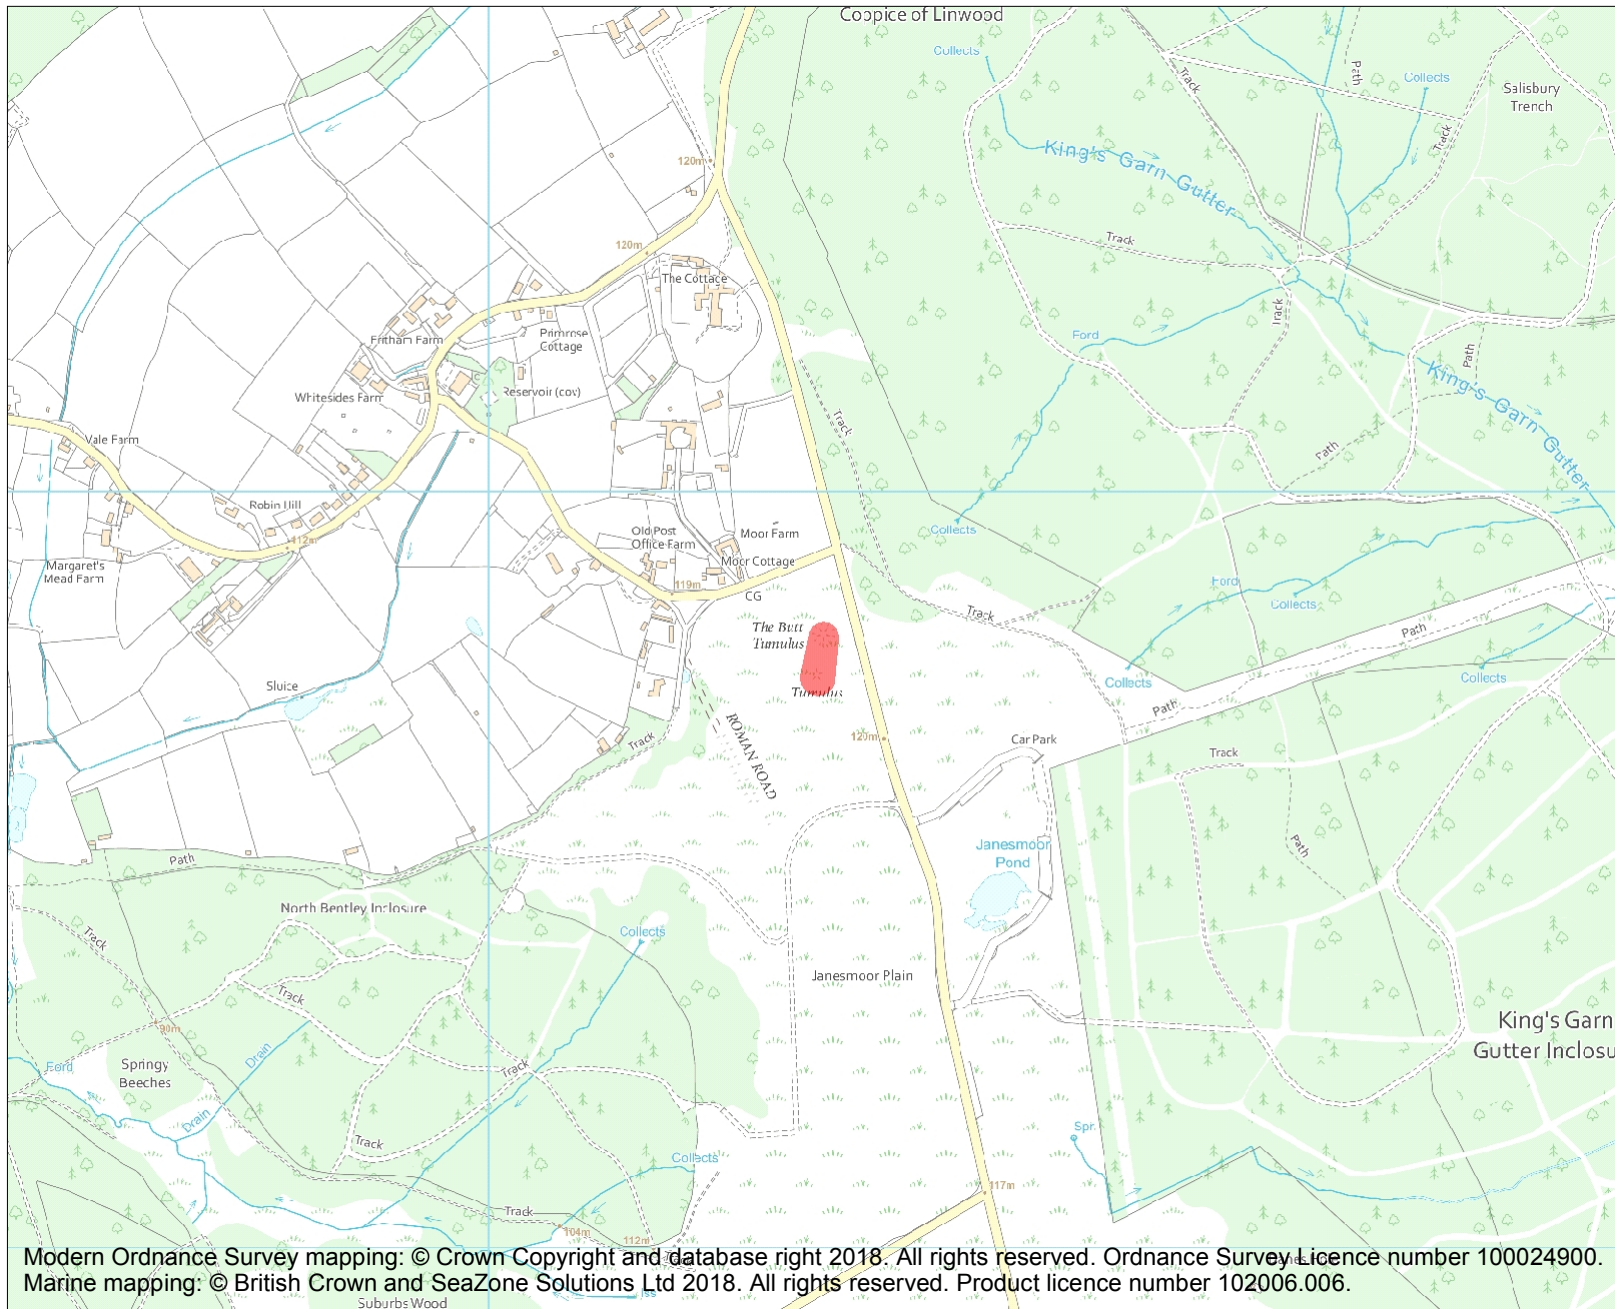 Coppice of Linwood
Collects
Track
Path
Collects
Salisbury
Trench
Track
King's Garn Gutter
120m
120m
Track
The Cottage
Track
Primrose
Cottage
Fritham Farm
Ford
Path
Reservoir (cov)
Whitesides Farm
King's Garn Gutter
Track
Vale Farm
Path
Robin Hill
112m
Old Post
Office Farm
Moor Farm
Collects
Moor Cottage
Margaret's
Mead Farm
119m
CG
Ford
Collects
Track
Path
The Butt
Tumulus
Tumulus
Sluice
Collects
Collects
Path
ROMAN ROAD
Track
120m
Car Park
Track
Janesmoor
Pond
Path
Path
North Bentley Inclosure
Track
Collects
Janesmoor Plain
Track
90m
King's Garn
Gutter Inclosu
Springy
Beeches
Ford
Drain
Track
Drain
Spr
Track
Collects
117m
Track
104m
112m
Modern Ordnance Survey mapping: © Crown Copyright and database right 2018. All rights reserved. Ordnance Survey Licence number 100024900.
Marine mapping: © British Crown and SeaZone Solutions Ltd 2018. All rights reserved. Product licence number 102006.006.
Suburbs Wood